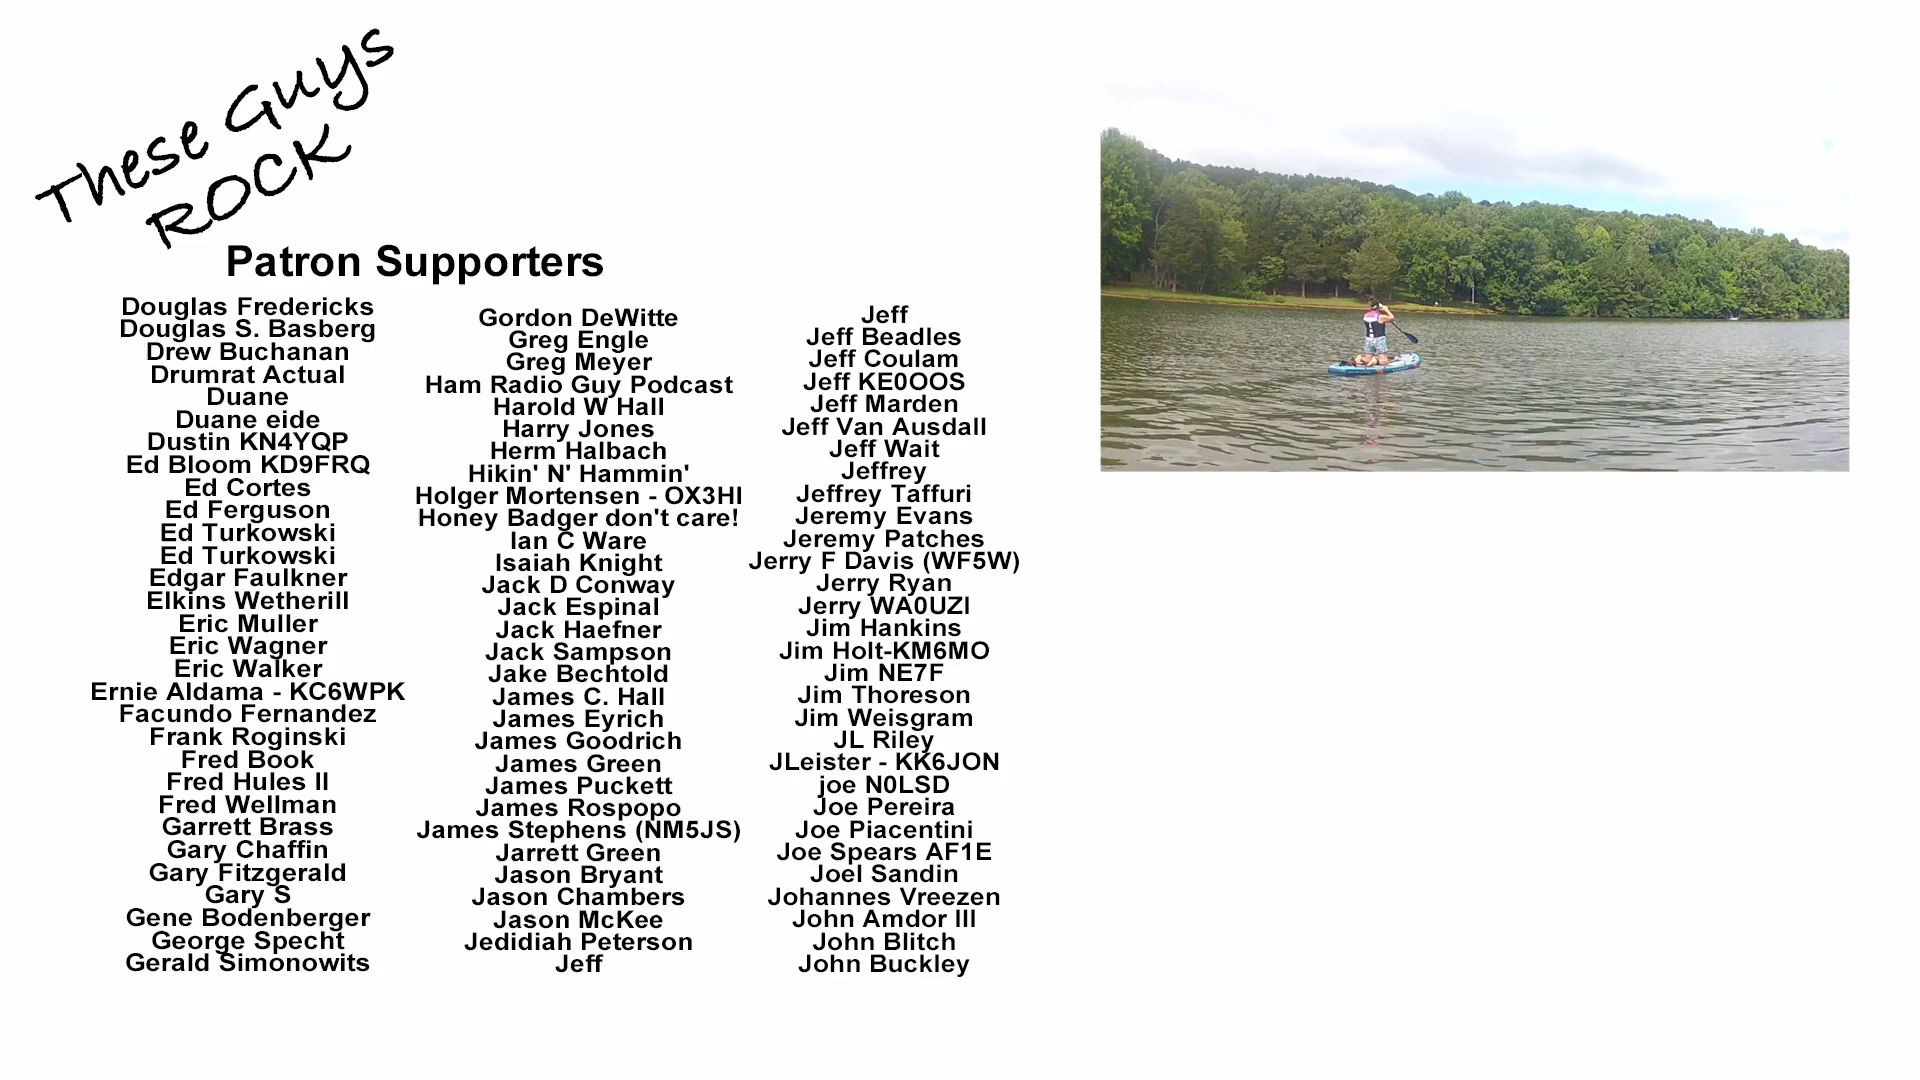 These Guys
ROCK
Patron Supporters
Douglas Fredericks
Douglas S. Basberg
Drew Buchanan
Drumrat Actual
Duane
Duane eide
Dustin KN4YQP
Ed Bloom KD9FRQ
Ed Cortes
Ed Ferguson
Ed Turkowski
Ed Turkowski
Edgar Faulkner
Elkins Wetherill
Eric Muller
Eric Wagner
Eric Walker
Ernie Aldama - KC6WPK
Facundo Fernandez
Frank Roginski
Fred Book
Fred Hules II
Fred Wellman
Garrett Brass
Gary Chaffin
Gary Fitzgerald
Gary S
Gene Bodenberger
George Specht
Gerald Simonowits
Gordon DeWitte
Greg Engle
Greg Meyer
Ham Radio Guy Podcast
Harold W Hall
Harry Jones
Herm Halbach
Hikin' N' Hammin'
Holger Mortensen - OX3HI
Honey Badger don't care!
Ian C Ware
Isaiah Knight
Jack D Conway
Jack Espinal
Jack Haefner
Jack Sampson
Jake Bechtold
James C. Hall
James Eyrich
James Goodrich
James Green
James Puckett
James Rospopo
James Stephens (NM5JS)
Jarrett Green
Jason Bryant
Jason Chambers
Jason McKee
Jedidiah Peterson
Jeff
Jeff
Jeff Beadles
Jeff Coulam
Jeff KE0OOS
Jeff Marden
Jeff Van Ausdall
Jeff Wait
Jeffrey
Jeffrey Taffuri
Jeremy Evans
Jeremy Patches
Jerry F Davis (WF5W)
Jerry Ryan
Jerry WA0UZI
Jim Hankins
Jim Holt-KM6MO
Jim NE7F
Jim Thoreson
Jim Weisgram
JL Riley
JLeister - KK6JON
joe N0LSD
Joe Pereira
Joe Piacentini
Joe Spears AF1E
Joel Sandin
Johannes Vreezen
John Amdor III
John Blitch
John Buckley